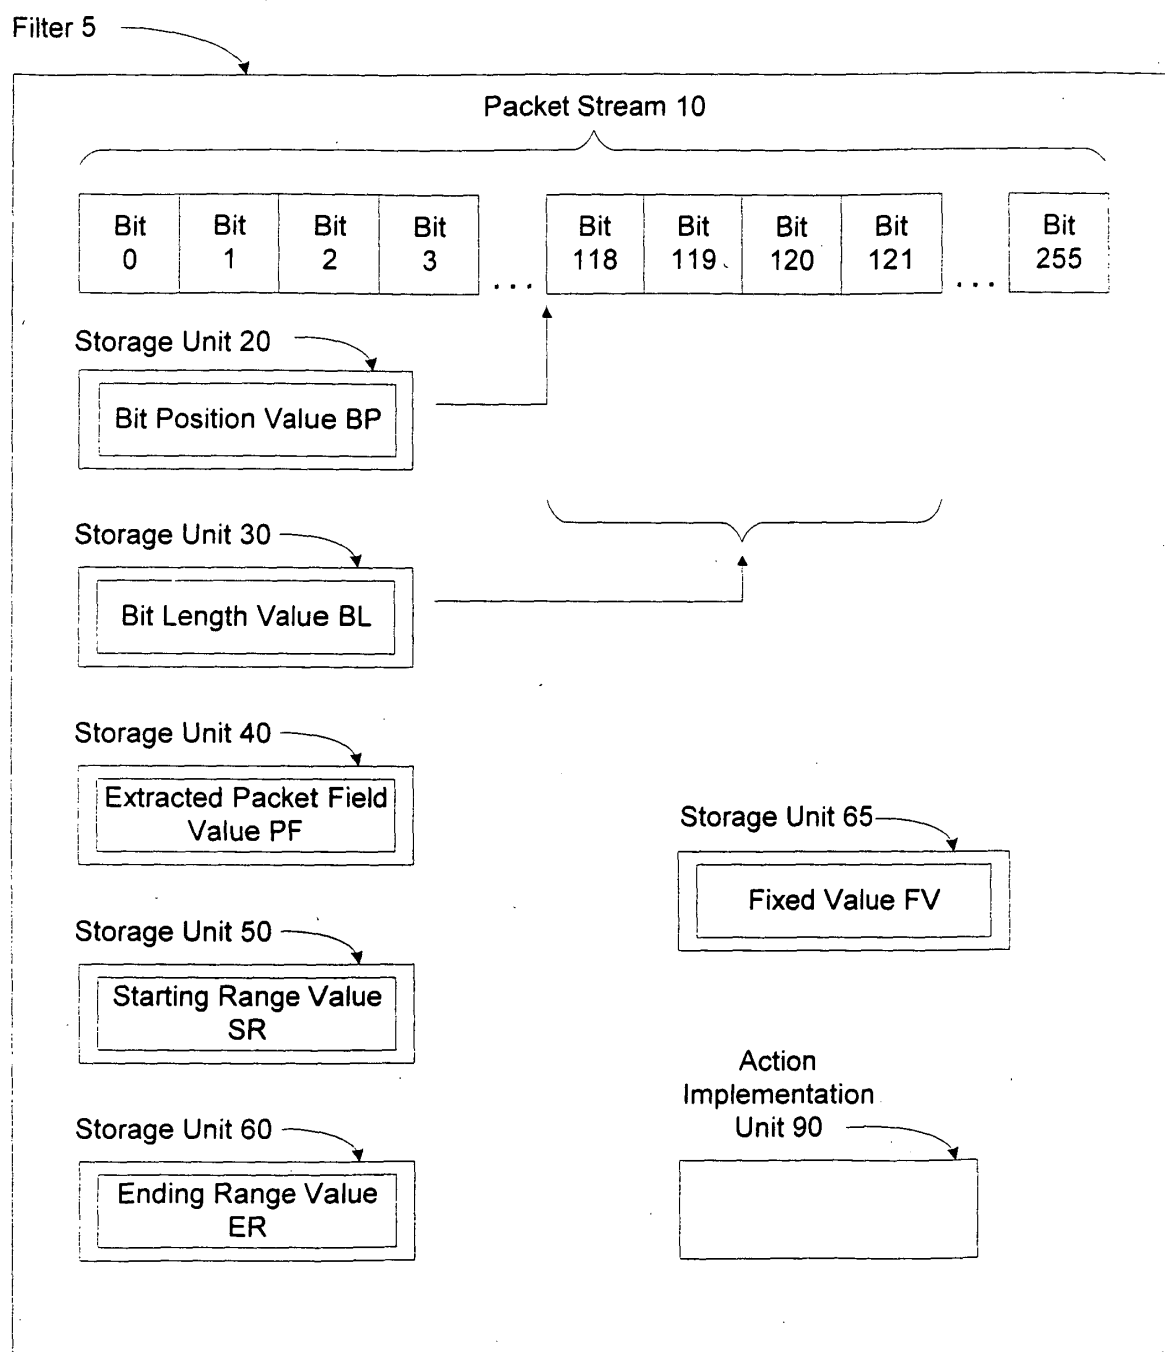 Filter 5
Packet Stream 10
Bit 0
Bit 1
Bit 2
Bit 3
...
Bit 118
Bit 119
Bit 120
Bit 121
...
Bit 255
Storage Unit 20
Bit Position Value BP
Storage Unit 30
Bit Length Value BL
Storage Unit 40
Extracted Packet Field
Value PF
Storage Unit 65
Fixed Value FV
Storage Unit 50
Starting Range Value
SR
Action
Implementation
Unit 90
Storage Unit 60
Ending Range Value
ER